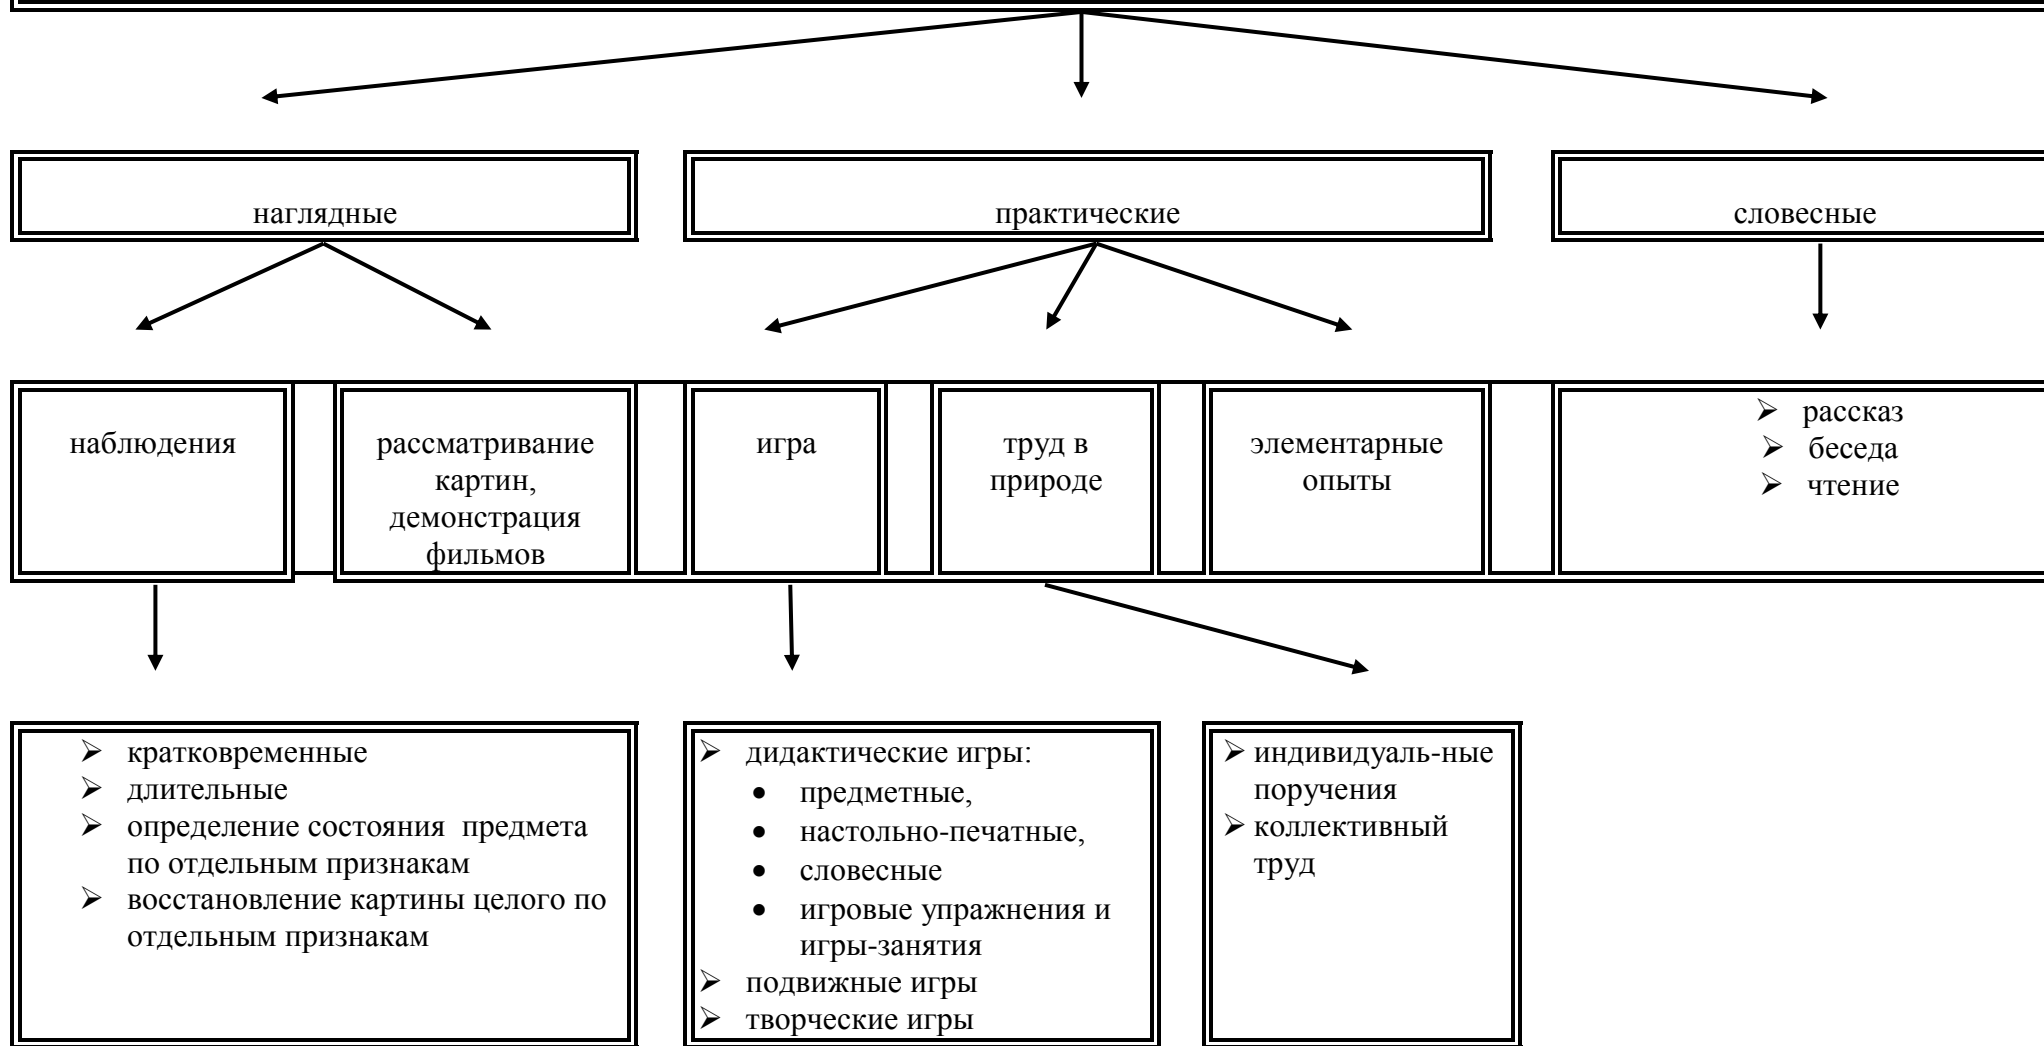 наглядные
практические
словесные
наблюдения
рассматривание
картин,
демонстрация
фильмов
игра
труд в
природе
элементарные
опыты
➢ рассказ
➢ беседа
➢ чтение
➢ кратковременные
➢ длительные
➢ определение состояния предмета
по отдельным признакам
➢ восстановление картины целого по
отдельным признакам
➢ дидактические игры:
• предметные,
• настольно-печатные,
• словесные
• игровые упражнения и
игры-занятия
➢ подвижные игры
➢ творческие игры
➢ индивидуаль-ные
поручения
➢ коллективный
труд